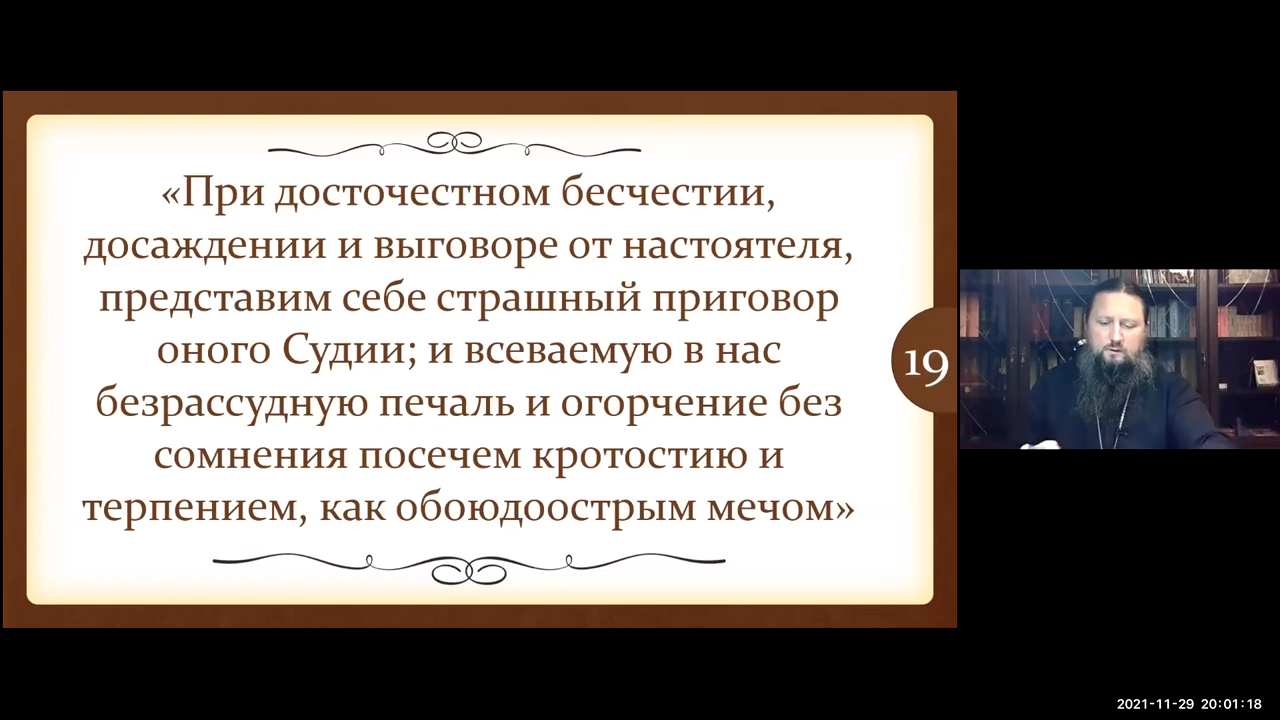 «При досточестном бесчестии,
досаждении и выговоре от настоятеля,
представим себе страшный приговор
оного Судии; и всеваемую в нас
безрассудную печаль и огорчение без
сомнения посечем кротостию и
терпением, как обоюдоострым мечом»
19
2021-11-29 20:01:18